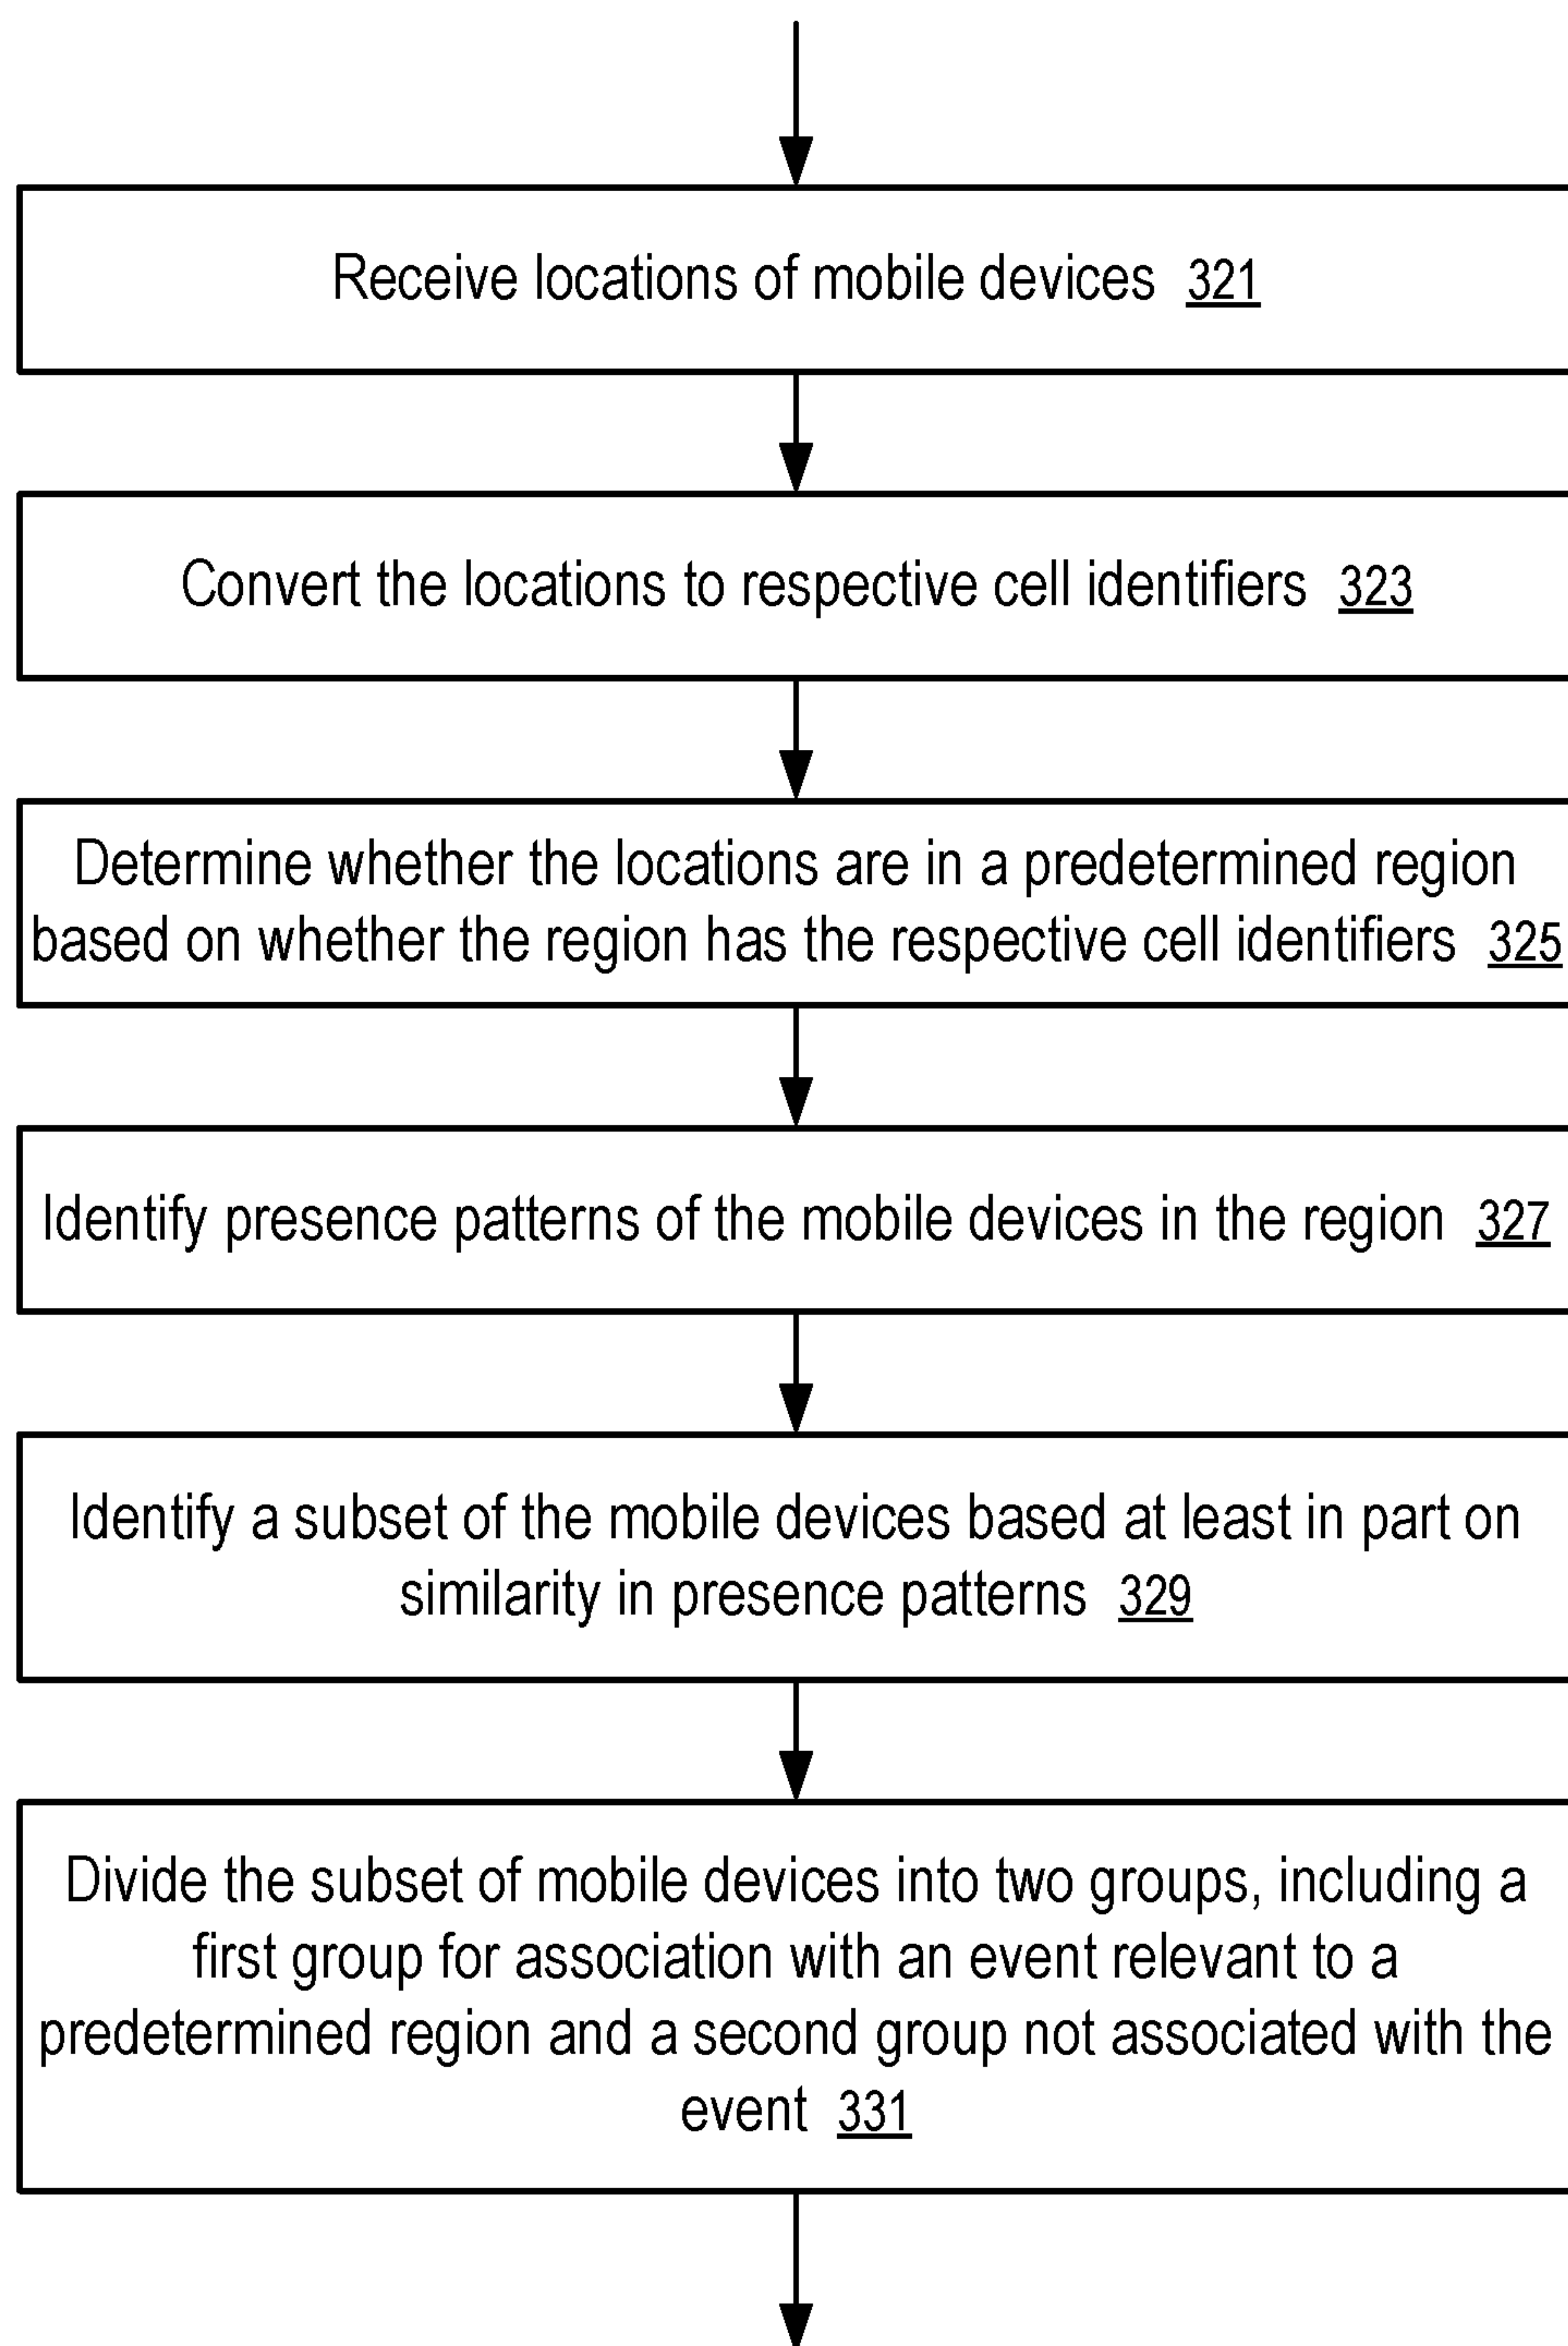 Receive locations of mobile devices 321
Convert the locations to respective cell identifiers 323
Determine whether the locations are in a predetermined region
based on whether the region has the respective cell identifiers 325
Identify presence patterns of the mobile devices in the region 327
Identify a subset of the mobile devices based at least in part on
similarity in presence patterns 329
Divide the subset of mobile devices into two groups, including a
first group for association with an event relevant to a
predetermined region and a second group not associated with the
event 331